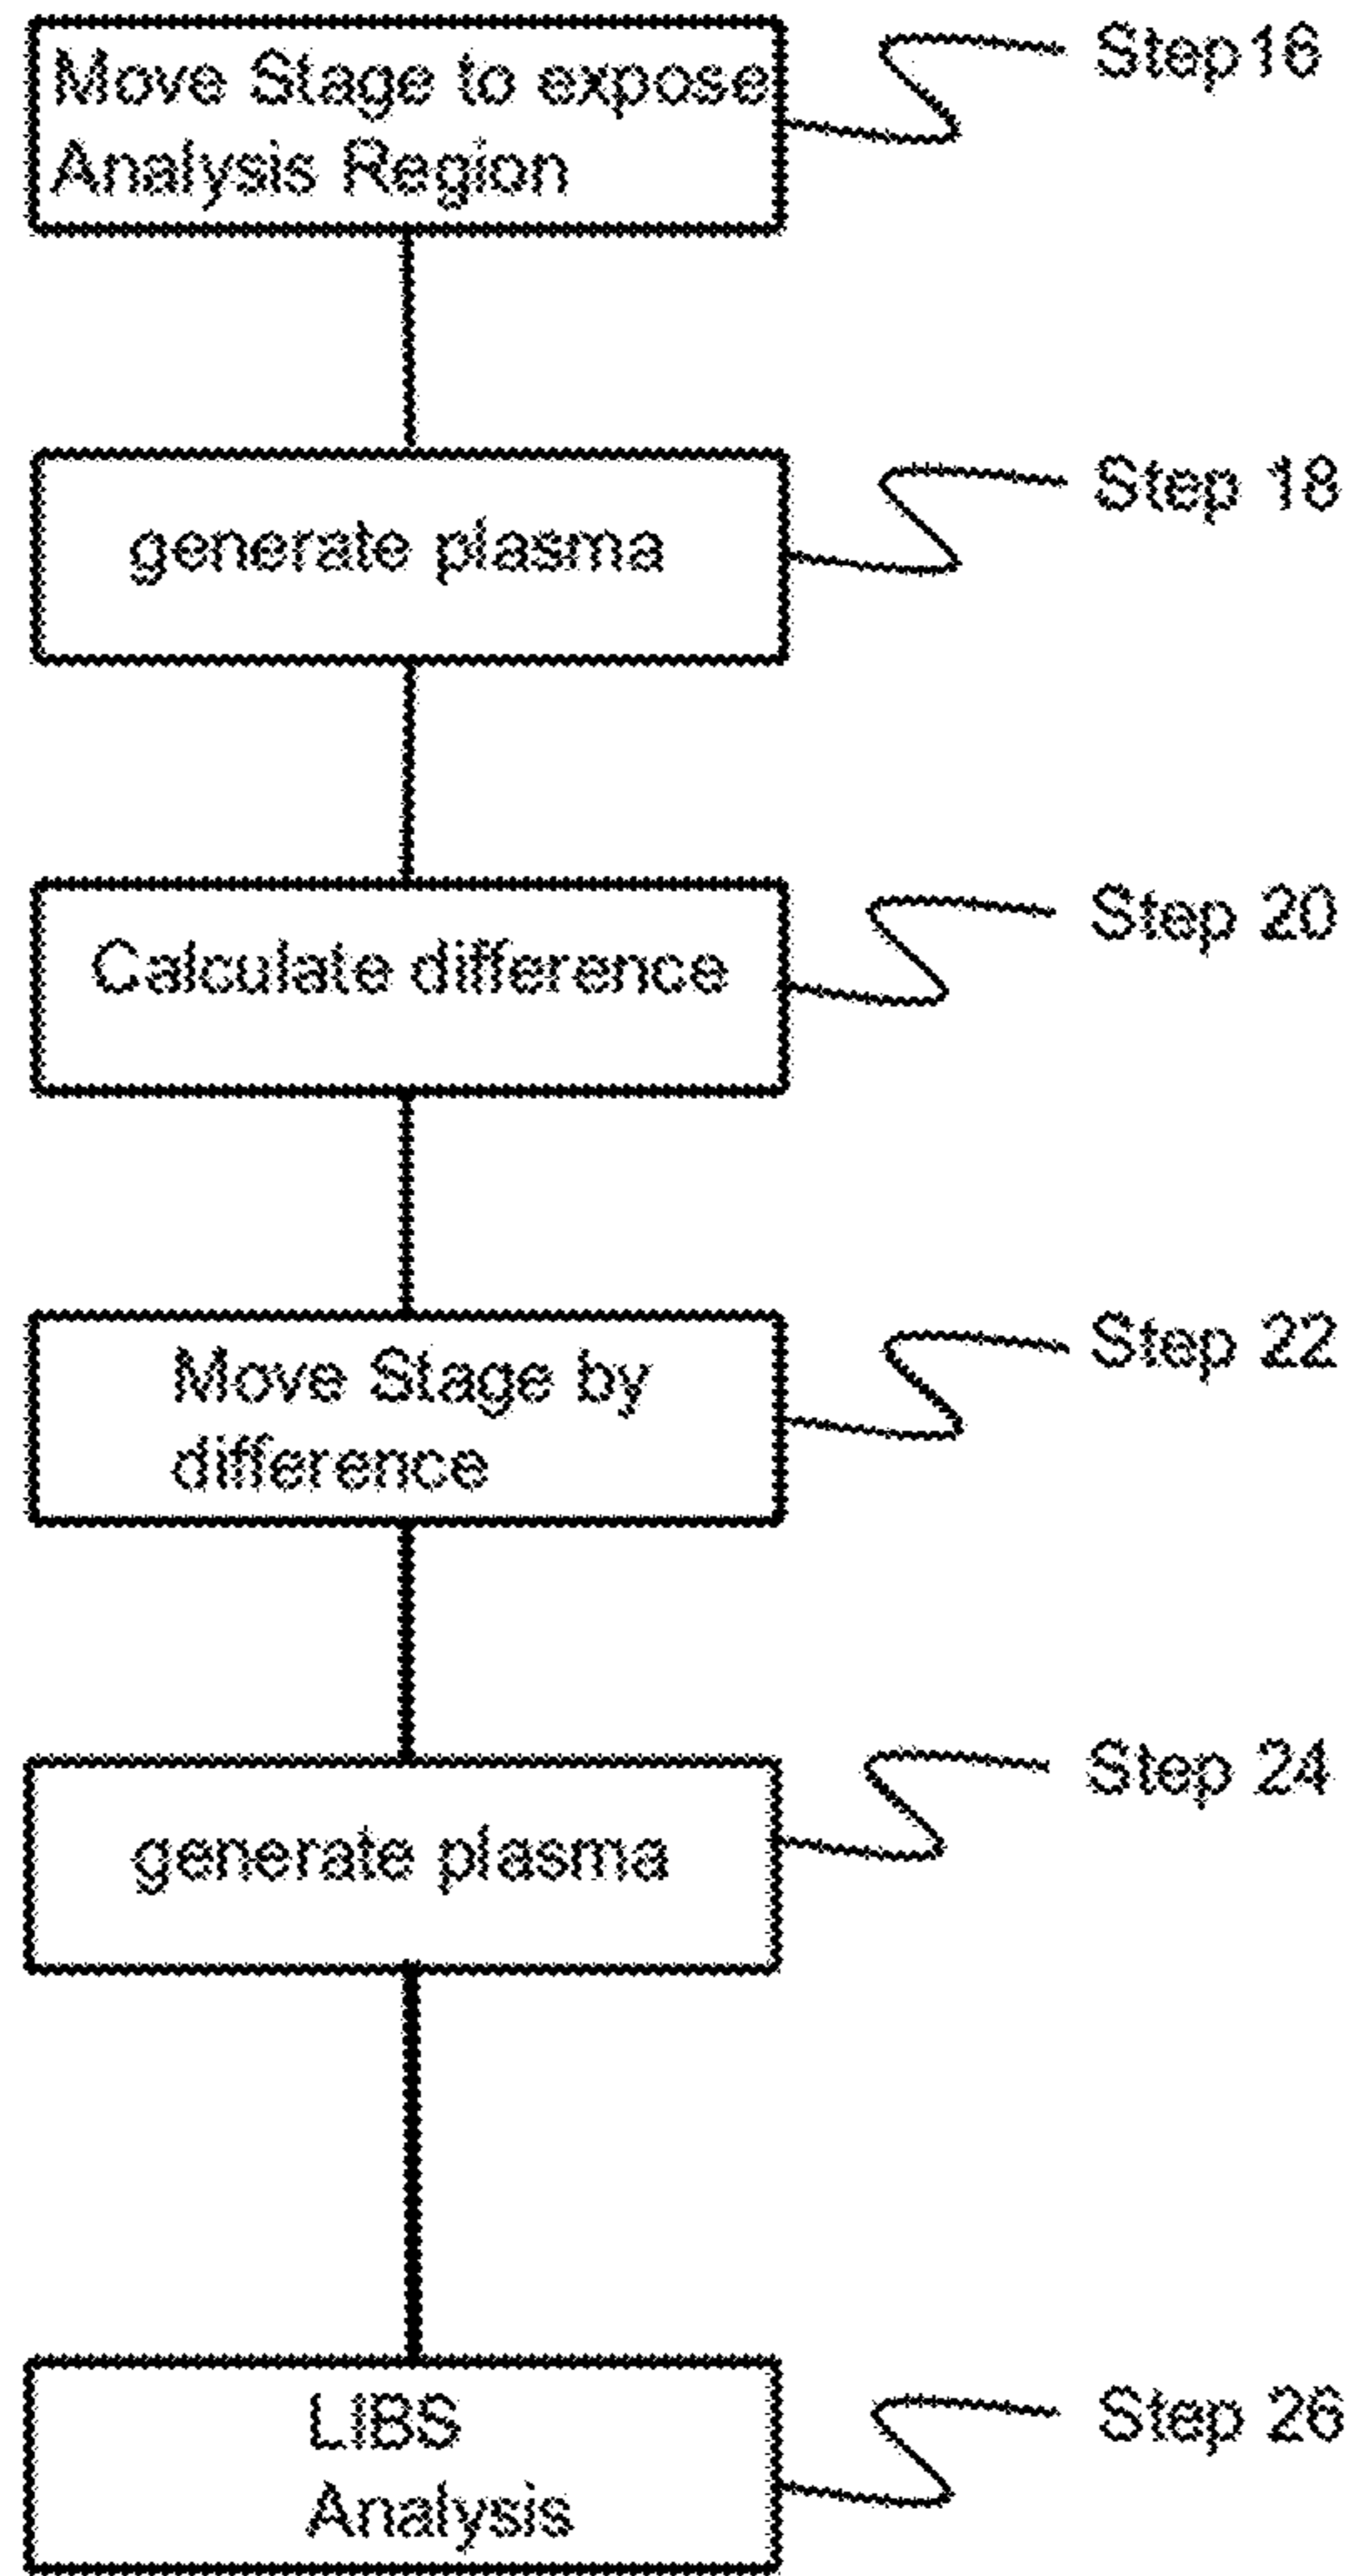 Move Stage to expose
Analysis Region
Step16
generate plasma
Step 18
Calculate difference
Step 20
Move Stage by
difference
Step 22
generate plasma
Step 24
LIBS
Analysis
Step 26